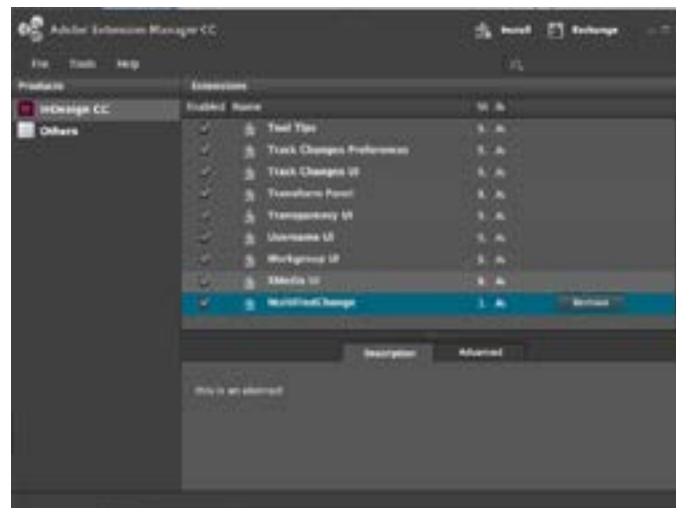 Adobe Extension Manager CC
Install
Exchange
File Tools Help
Products
Extensions
InDesign CC
Others
Enabled Name
Tool Tips
Track Changes Preferences
Track Changes UI
Transform Panel
Transparency UI
Username UI
Workgroup UI
XMedia UI
MultiFindChange
Remove
Description
Advanced
this is an abstract